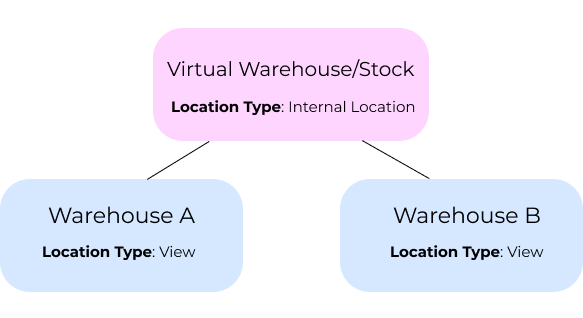 Virtual Warehouse/Stock
Location Type: Internal Location
Warehouse A
Location Type: View
Warehouse B
Location Type: View